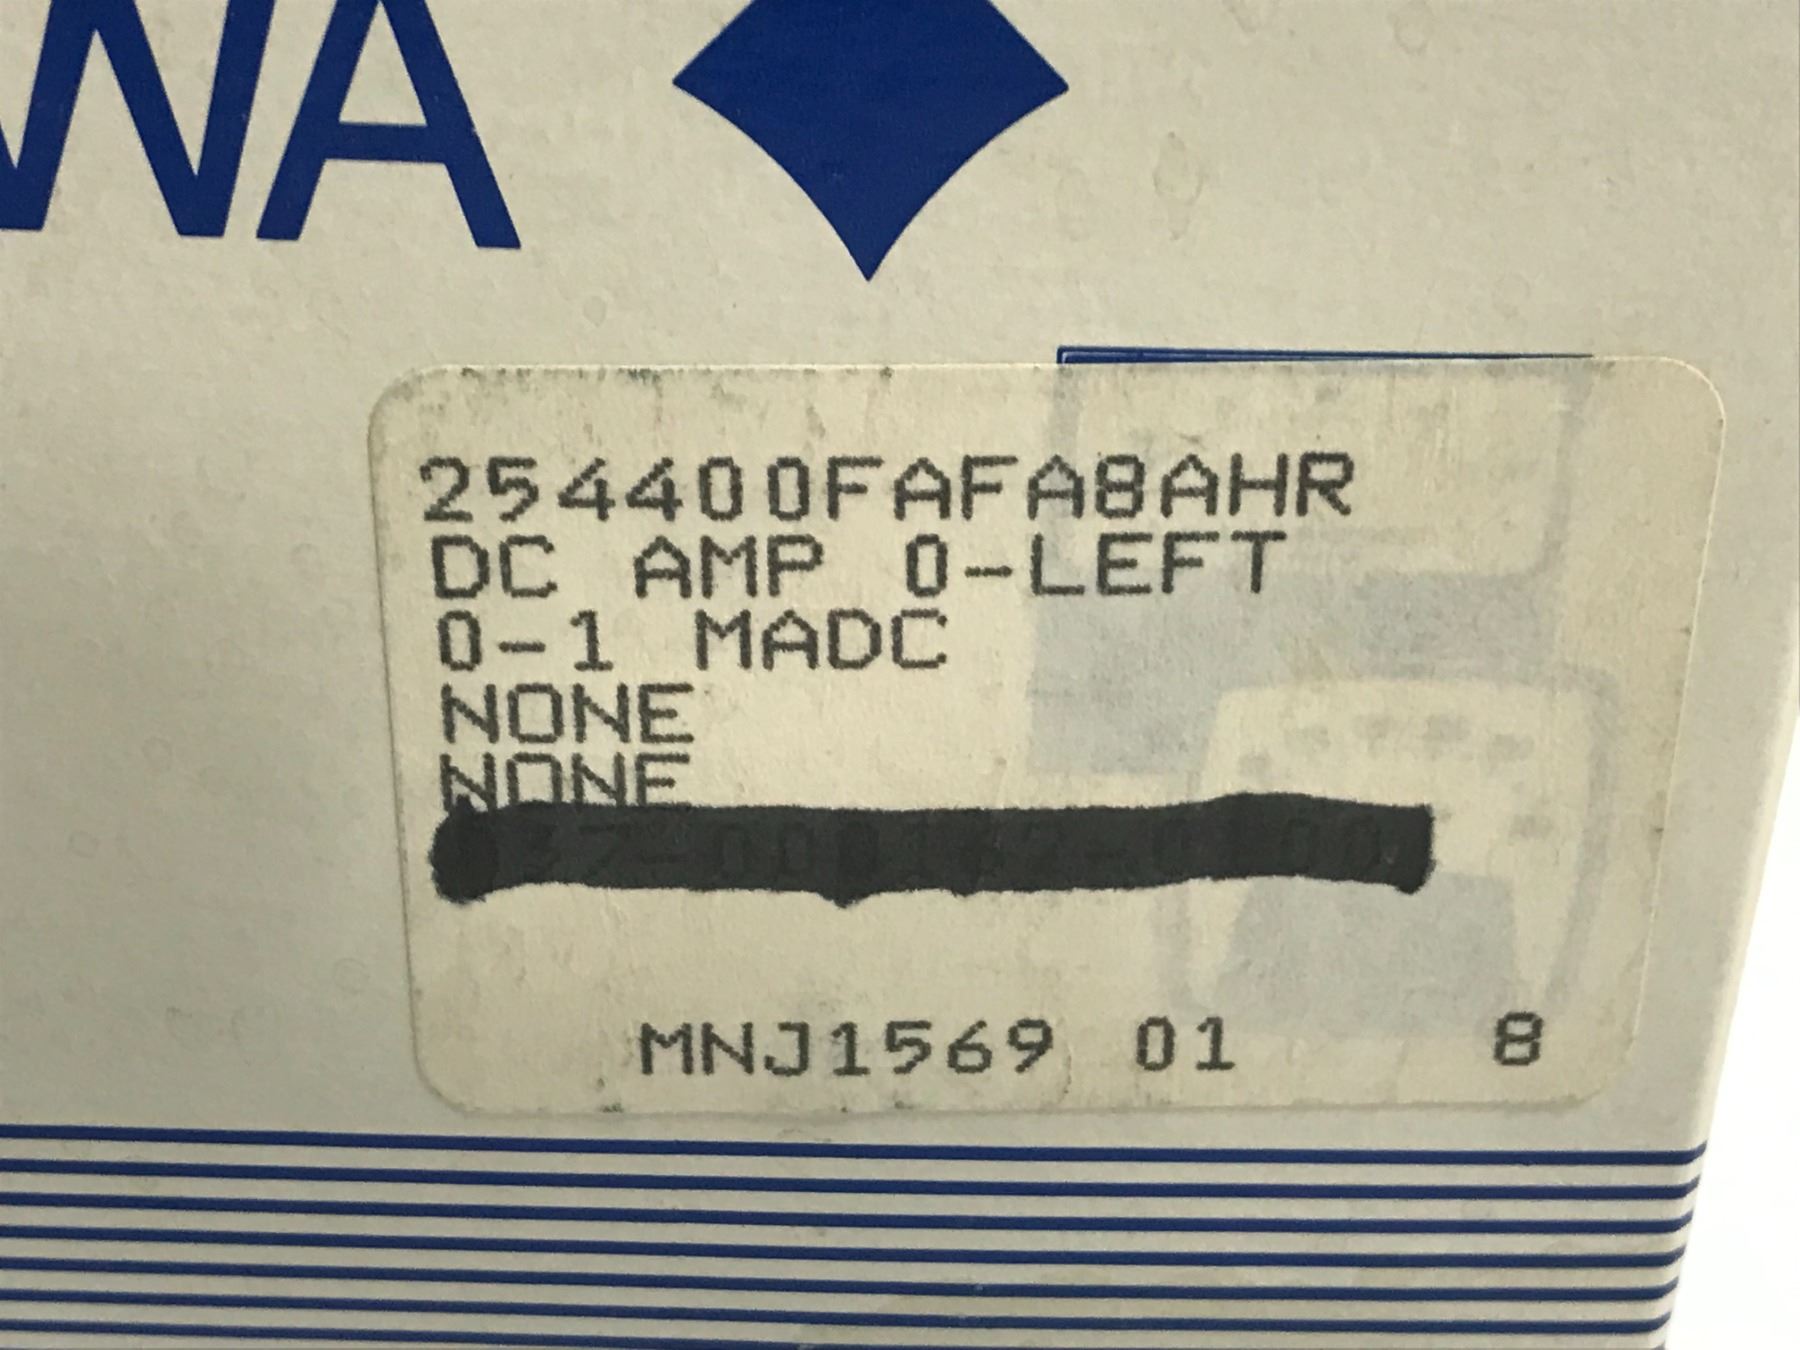 WA
254400FAFA8AHR
DC AMP 0-LEFT
0-1 MADC
NONE
NONE
MNJ1569 01 8